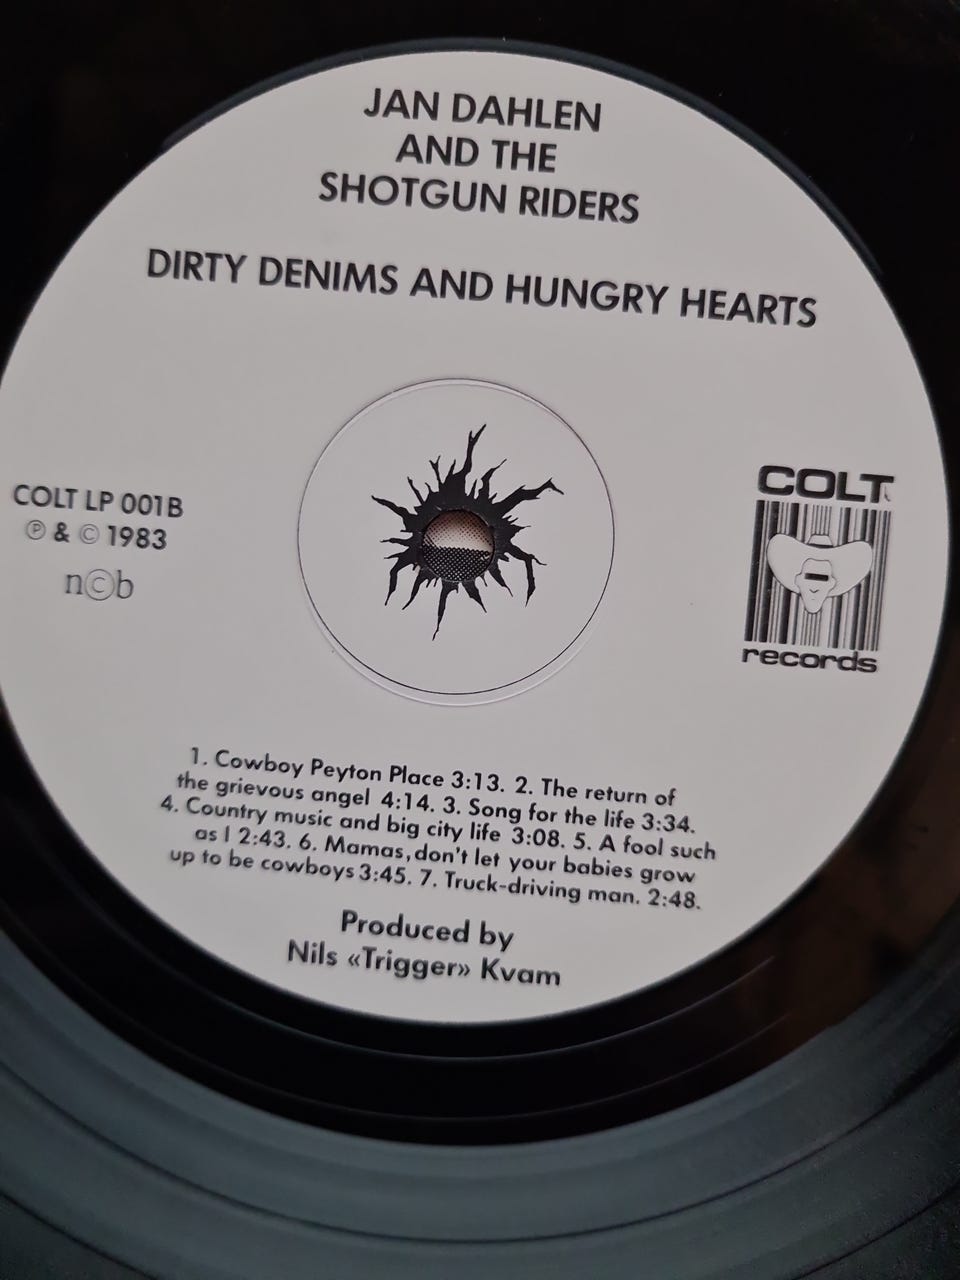 JAN DAHLEN
AND THE
SHOTGUN RIDERS
DIRTY DENIMS AND HUNGRY HEARTS
COLT LP 001B
Ⓟ & © 1983
n©b
COLT
records
1. Cowboy Peyton Place 3:13. 2. The return of
the grievous angel 4:14. 3. Song for the life 3:34.
4. Country music and big city life 3:08. 5. A fool such
as I 2:43. 6. Mamas, don't let your babies grow
up to be cowboys 3:45. 7. Truck-driving man. 2:48.
Produced by
Nils «Trigger» Kvam